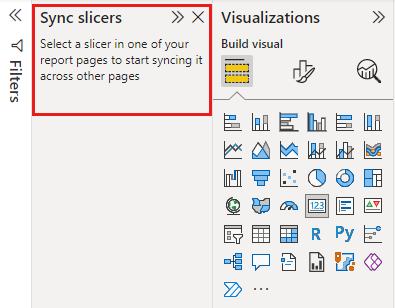 Sync slicers
Select a slicer in one of your
report pages to start syncing it
across other pages
Filters
Visualizations
Build visual
123
R
Py
...